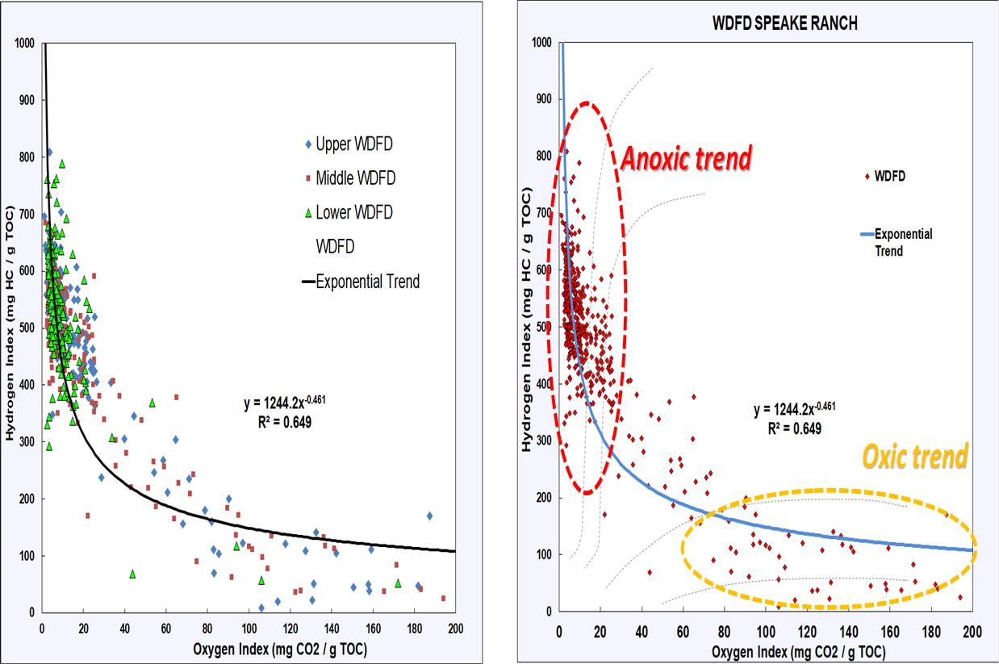 1000
900
800
700
600
500
400
300
200
100
0
Hydrogen Index (mg HC / g TOC)
Upper WDFD
Middle WDFD
Lower WDFD
WDFD
Exponential Trend
y = 1244.2x-0.461
R² = 0.649
0 20 40 60 80 100 120 140 160 180 200
Oxygen Index (mg CO2 / g TOC)
WDFD SPEAKE RANCH
1000
900
800
700
600
500
400
300
200
100
0
Hydrogen Index (mg HC / g TOC)
Anoxic trend
WDFD
Exponential
Trend
y = 1244.2x-0.461
R² = 0.649
Oxic trend
0 20 40 60 80 100 120 140 160 180 200
Oxygen Index (mg CO2 / g TOC)